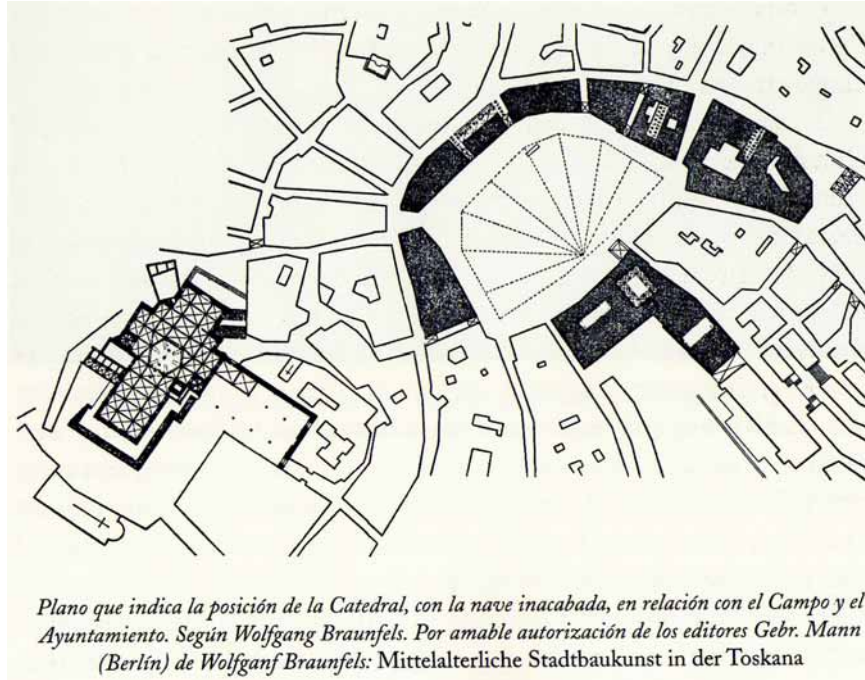 Plano que indica la posición de la Catedral, con la nave inacabada, en relación con el Campo y el
Ayuntamiento. Según Wolfgang Braunfels. Por amable autorización de los editores Gebr. Mann
(Berlín) de Wolfganf Braunfels: Mittelalterliche Stadtbaukunst in der Toskana